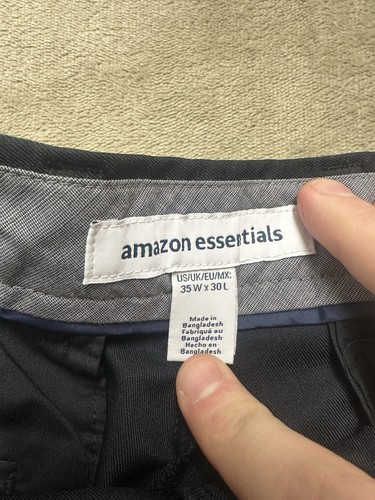 amazon essentials
US/UK/EU/MX:
35 W x 30 L
Made in
Bangladesh
Fabriqué au
Bangladesh
Hecho en
Bangladesh